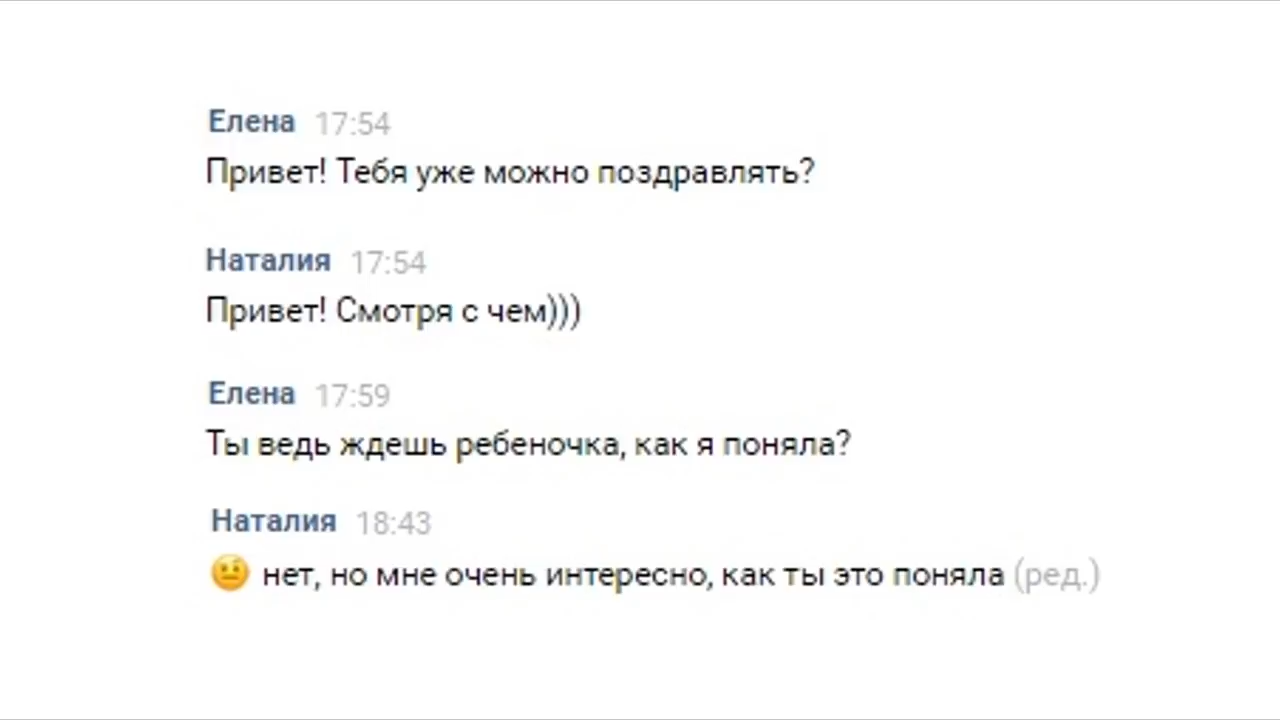 Елена 17:54
Привет! Тебя уже можно поздравлять?
Наталия 17:54
Привет! Смотря с чем)))
Елена 17:59
Ты ведь ждешь ребеночка, как я поняла?
Наталия 18:43
🤨 нет, но мне очень интересно, как ты это поняла (ред.)